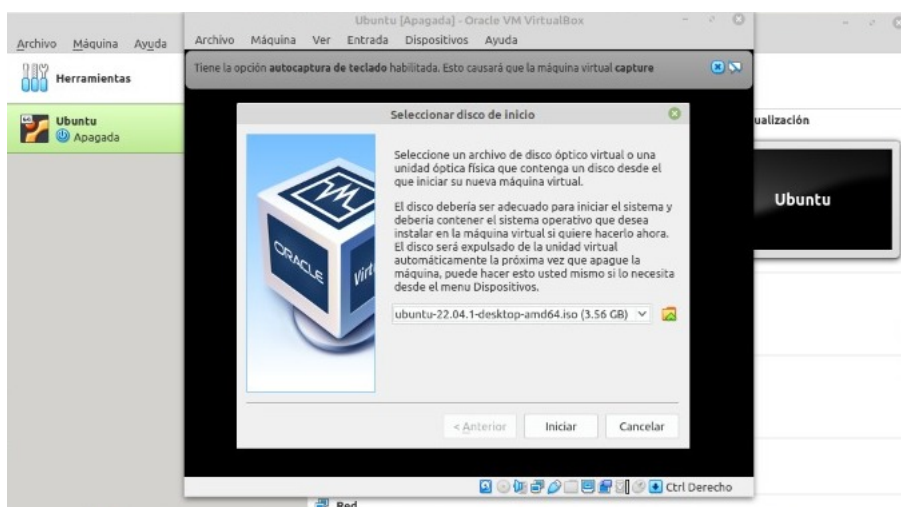 Ubuntu [Apagada] - Oracle VM VirtualBox
Archivo Máquina Ayuda
Archivo Máquina Ver Entrada Dispositivos Ayuda
Herramientas
Tiene la opción autocaptura de teclado habilitada. Esto causará que la máquina virtual capture
Ubuntu
Apagada
Seleccionar disco de inicio
ualización
Ubuntu
ORACLE
Virt
Seleccione un archivo de disco óptico virtual o una
unidad óptica física que contenga un disco desde el
que iniciar su nueva máquina virtual.
El disco debería ser adecuado para iniciar el sistema y
debería contener el sistema operativo que desea
instalar en la máquina virtual si quiere hacerlo ahora.
El disco será expulsado de la unidad virtual
automáticamente la próxima vez que apague la
máquina, puede hacer esto usted mismo si lo necesita
desde el menu Dispositivos.
ubuntu-22.04.1-desktop-amd64.iso (3.56 GB)
< Anterior Iniciar Cancelar
Ctrl Derecho
Red